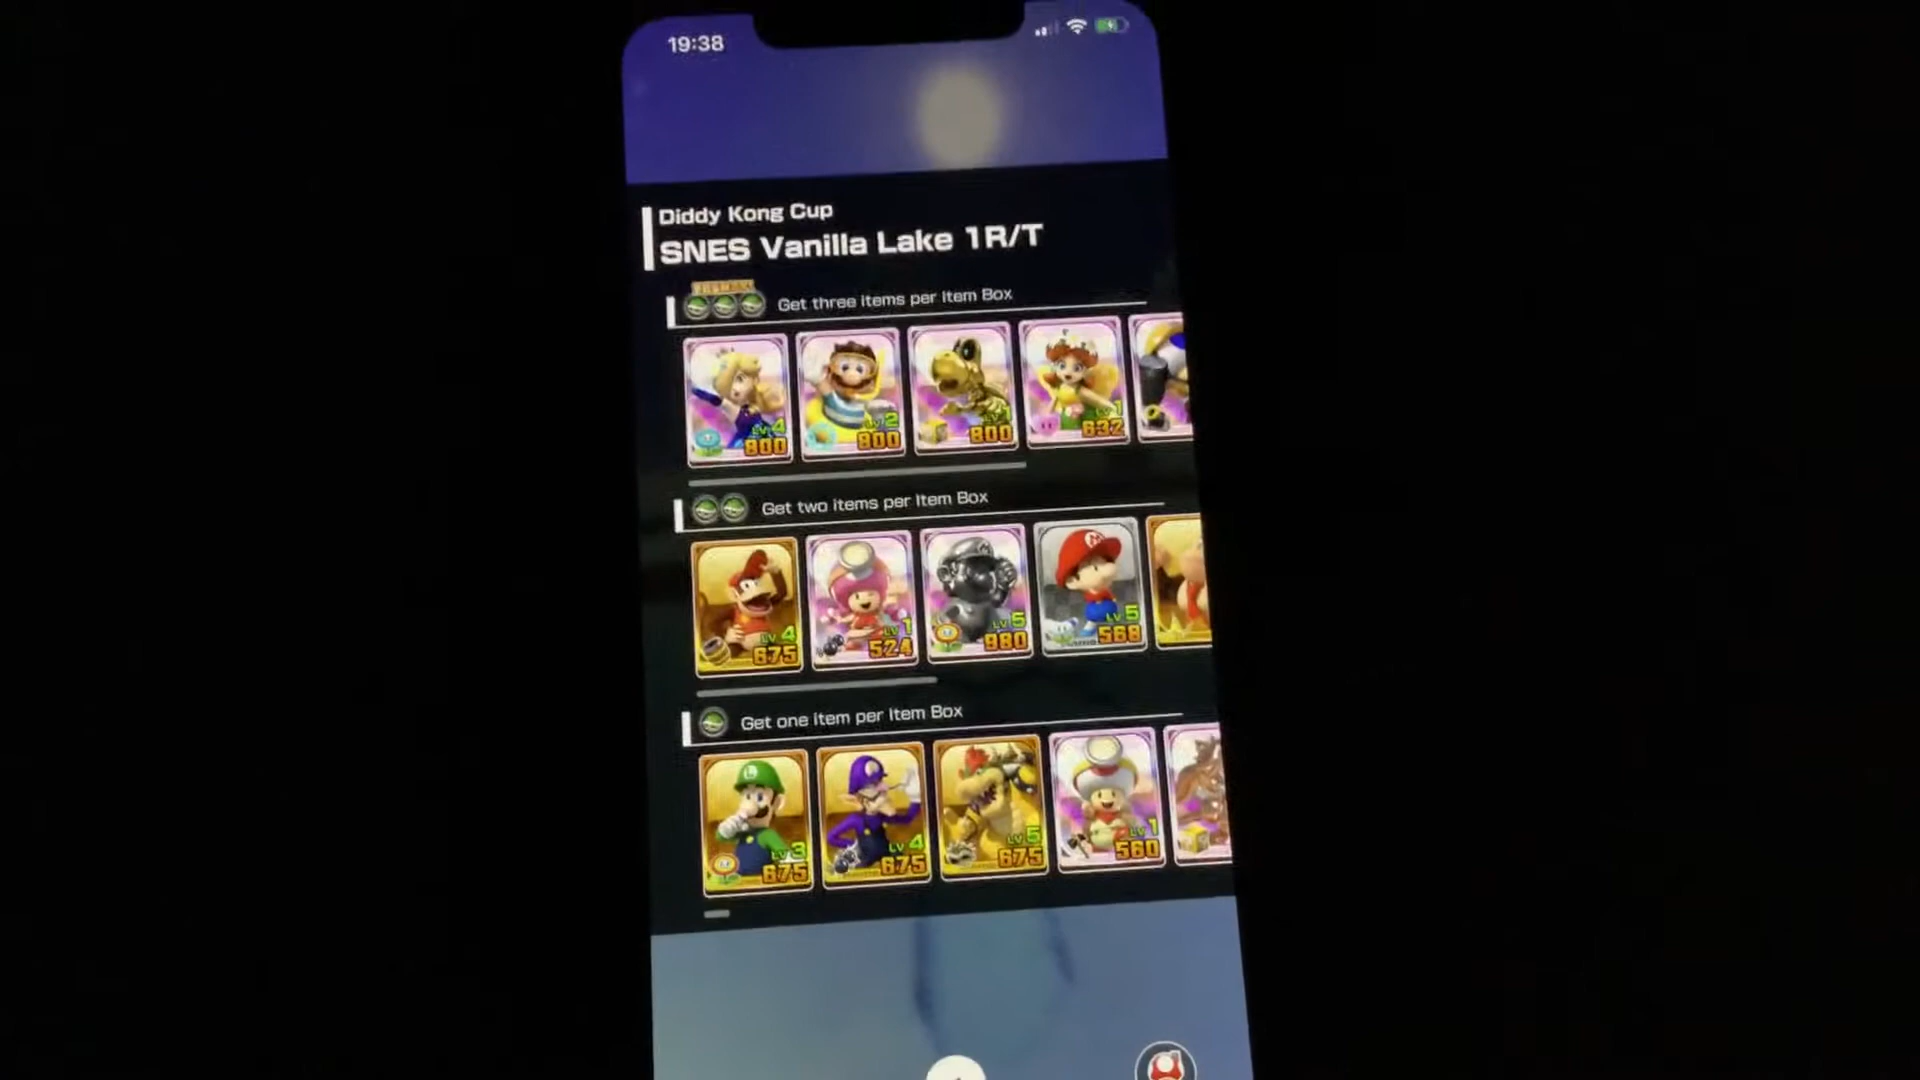 19:38
Diddy Kong Cup
SNES Vanilla Lake 1R/T
Get three items per Item Box
Lv 4 Lv 2 Lv 1 Lv 1
800 800 800 632
Get two items per Item Box
Lv 4 Lv 1 Lv 5 Lv 5
675 524 980 568
Get one item per Item Box
Lv 3 Lv 4 Lv 5 Lv 1
675 675 675 560